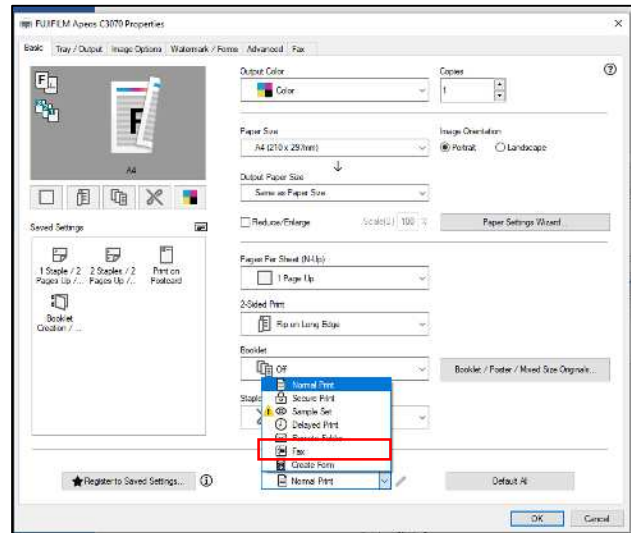 FUJIFILM Apeos C3070 Properties
Basic Tray / Output Image Options Watermark / Forms Advanced Fax
A4
Saved Settings
1 Staple / 2 Pages Up /..
2 Staples / 2 Pages Up /..
Print on Postcard
Booklet Creation / ...
Register to Saved Settings...
Output Color
Color
Copies
1
Paper Size
A4 (210 x 297mm)
Image Orientation
Portrait Landscape
Output Paper Size
Same as Paper Size
Reduce/Enlarge
100 %
Paper Settings Wizard
Pages Per Sheet (N-Up)
1 Page Up
2-Sided Print
Flip on Long Edge
Booklet
Off
Booklet / Poster / Mixed Size Originals...
Staple
Normal Print
Secure Print
Sample Set
Delayed Print
Fax
Create Form
Normal Print
Default All
OK Cancel